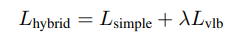 L_hybrid = L_simple + λL_vlb